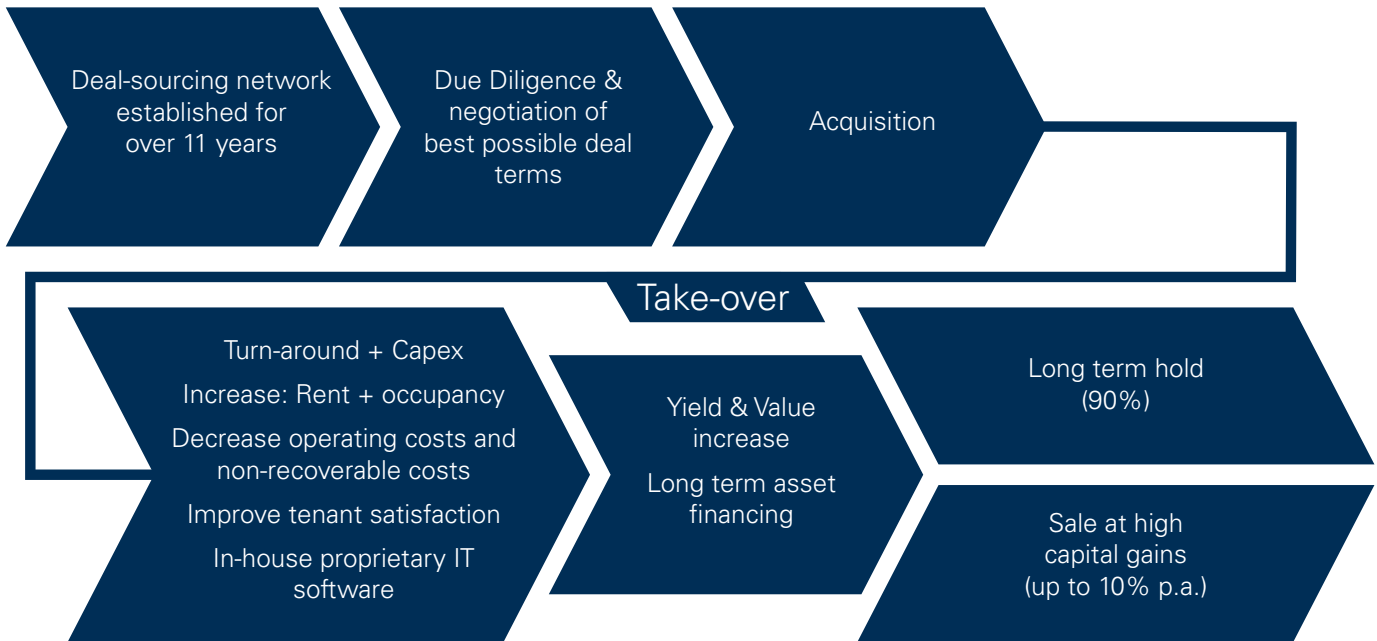 Deal-sourcing network
established for
over 11 years
Due Diligence &
negotiation of
best possible deal
terms
Acquisition
Take-over
Turn-around + Capex
Increase: Rent + occupancy
Decrease operating costs and
non-recoverable costs
Improve tenant satisfaction
In-house proprietary IT
software
Yield & Value
increase
Long term asset
financing
Long term hold
(90%)
Sale at high
capital gains
(up to 10% p.a.)